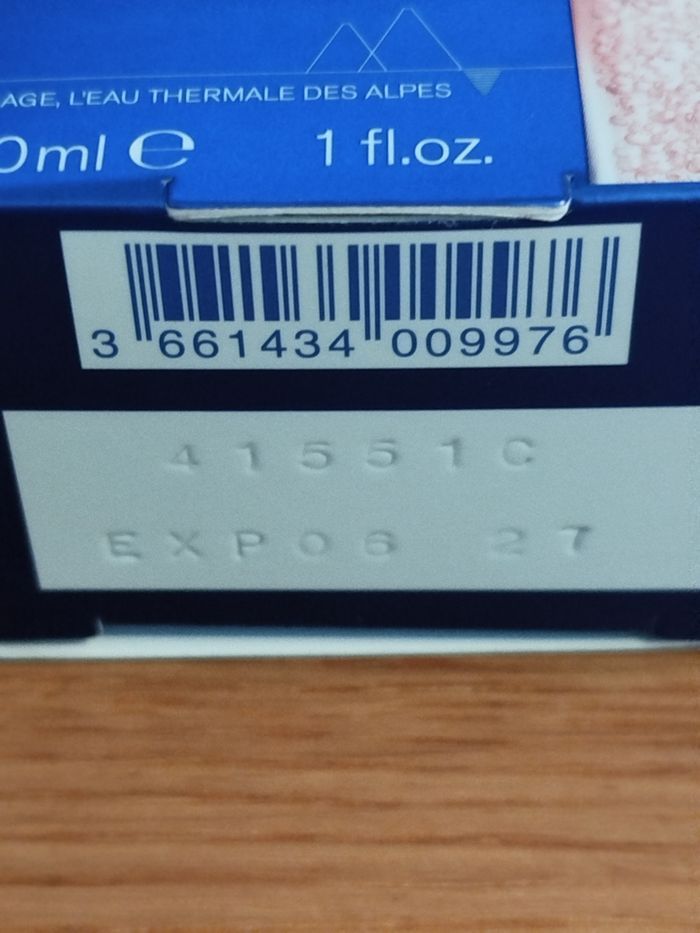 AGE, L'EAU THERMALE DES ALPES
0ml ℮ 1 fl.oz.
3 661434 009976
41551C
EXP06 27